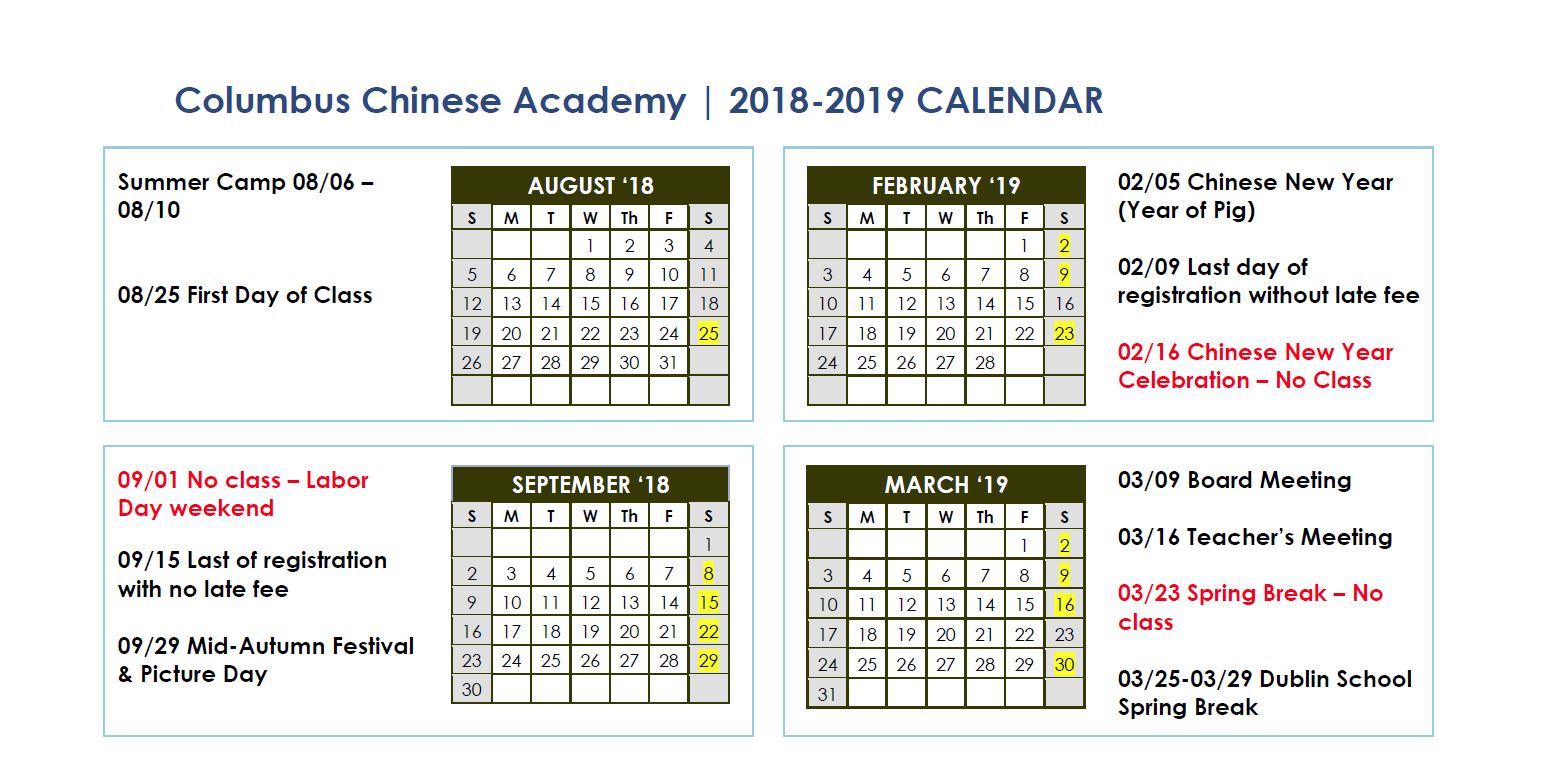 Columbus Chinese Academy | 2018-2019 CALENDAR
Summer Camp 08/06 –
08/10
08/25 First Day of Class
AUGUST ‘18
S M T W Th F S
1 2 3 4
5 6 7 8 9 10 11
12 13 14 15 16 17 18
19 20 21 22 23 24 25
26 27 28 29 30 31
FEBRUARY ‘19
S M T W Th F S
1 2
3 4 5 6 7 8 9
10 11 12 13 14 15 16
17 18 19 20 21 22 23
24 25 26 27 28
02/05 Chinese New Year
(Year of Pig)
02/09 Last day of
registration without late fee
02/16 Chinese New Year
Celebration – No Class
09/01 No class – Labor
Day weekend
09/15 Last of registration
with no late fee
09/29 Mid-Autumn Festival
& Picture Day
SEPTEMBER ‘18
S M T W Th F S
1
2 3 4 5 6 7 8
9 10 11 12 13 14 15
16 17 18 19 20 21 22
23 24 25 26 27 28 29
30
MARCH ‘19
S M T W Th F S
1 2
3 4 5 6 7 8 9
10 11 12 13 14 15 16
17 18 19 20 21 22 23
24 25 26 27 28 29 30
31
03/09 Board Meeting
03/16 Teacher’s Meeting
03/23 Spring Break – No
class
03/25-03/29 Dublin School
Spring Break